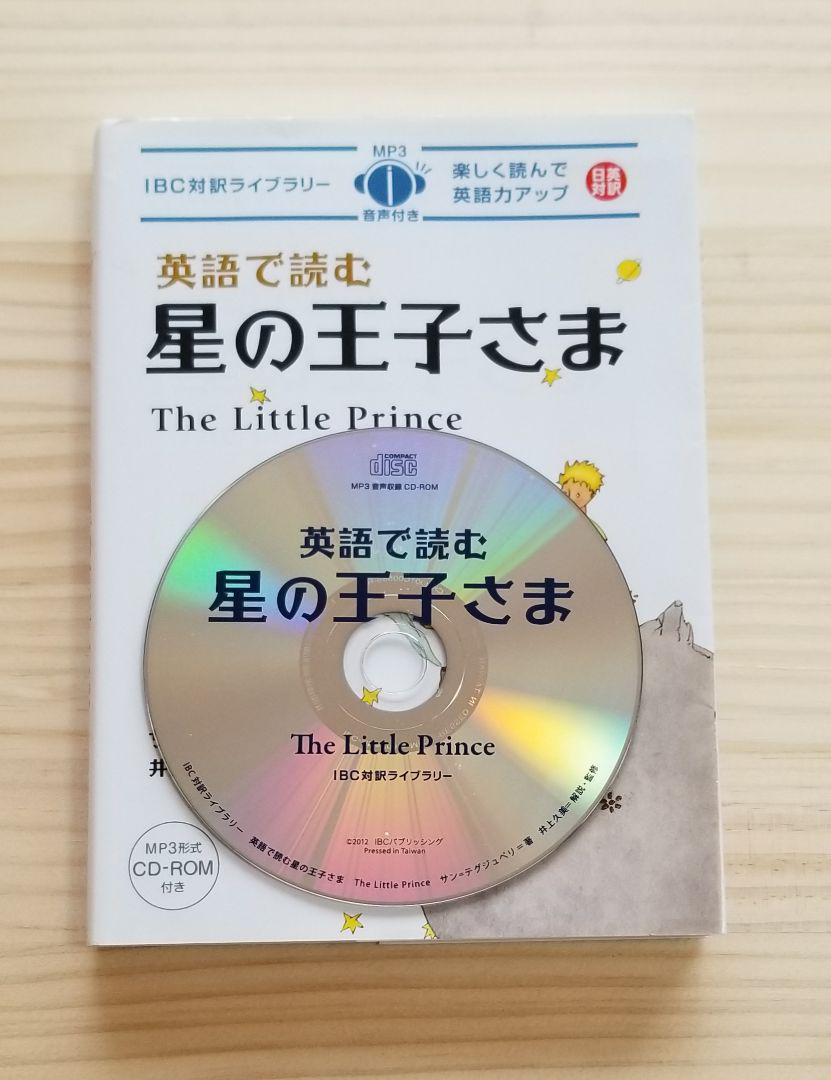 IBC対訳ライブラリー
MP3
音声付き
楽しく読んで
英語力アップ
日英
対訳
英語で読む
星の王子さま
The Little Prince
COMPACT
disc
MP3 音声収録 CD-ROM
英語で読む
星の王子さま
The Little Prince
IBC対訳ライブラリー
©2012 IBCパブリッシング
Pressed in Taiwan
IBC対訳ライブラリー 英語で読む星の王子さま The Little Prince サン=テグジュペリ=著 井上久美=解説・監修
井
MP3形式
CD-ROM
付き